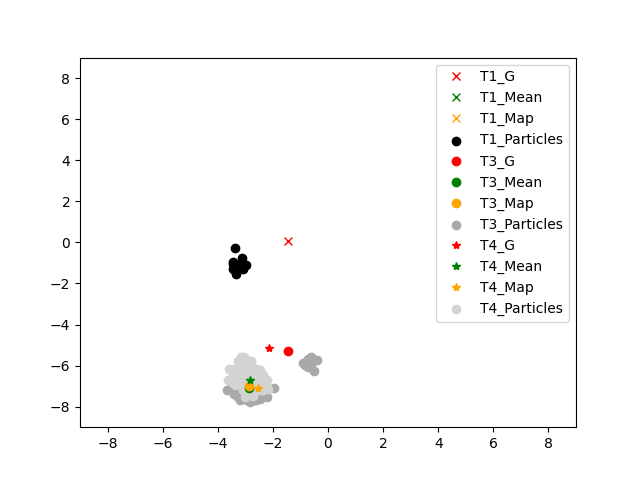 8
6
4
2
0
−2
−4
−6
−8
−8 −6 −4 −2 0 2 4 6 8
T1_G
T1_Mean
T1_Map
T1_Particles
T3_G
T3_Mean
T3_Map
T3_Particles
T4_G
T4_Mean
T4_Map
T4_Particles